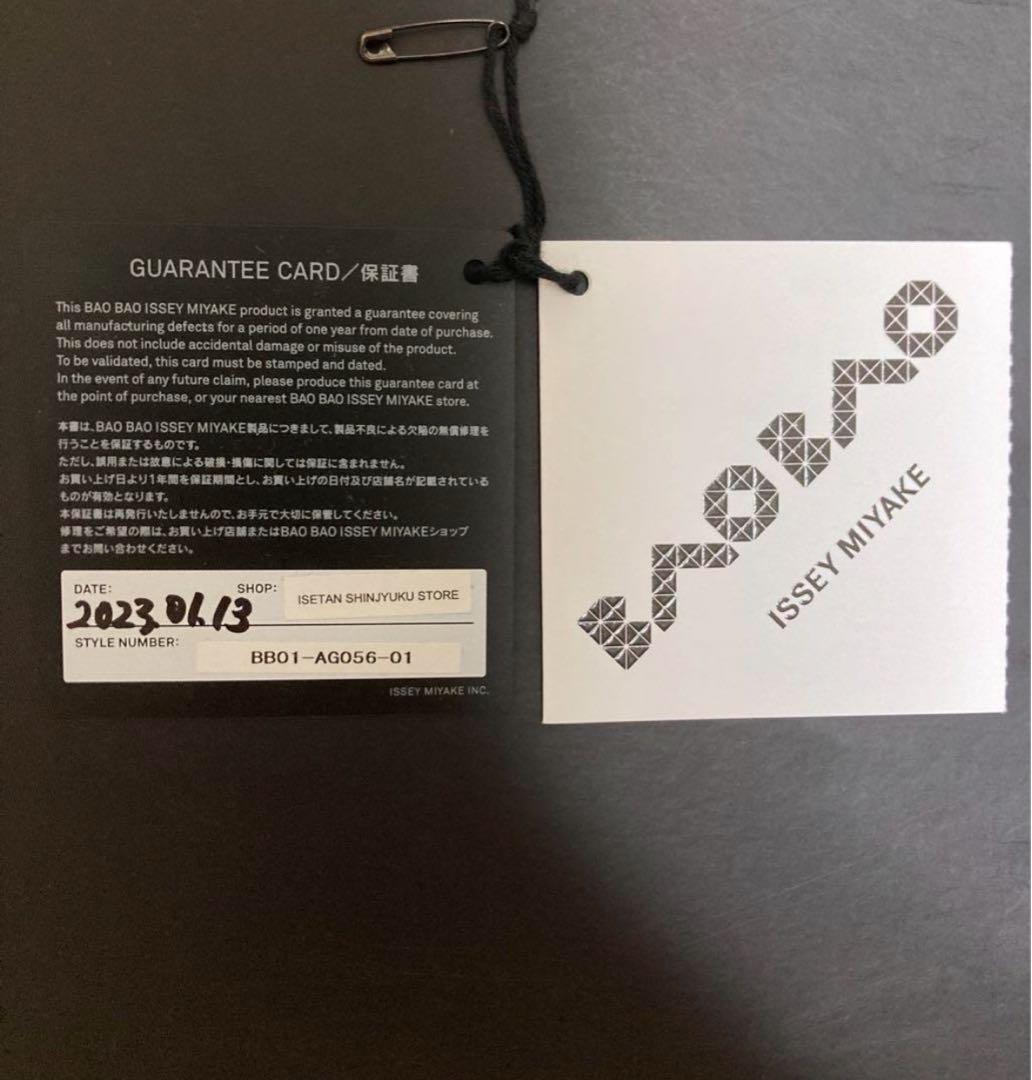 GUARANTEE CARD／保証書
This BAO BAO ISSEY MIYAKE product is granted a guarantee covering
all manufacturing defects for a period of one year from date of purchase.
This does not include accidental damage or misuse of the product.
To be validated, this card must be stamped and dated.
In the event of any future claim, please produce this guarantee card at
the point of purchase, or your nearest BAO BAO ISSEY MIYAKE store.
本書は、BAO BAO ISSEY MIYAKE製品につきまして、製品不良による欠陥の無償修理を
行うことを保証するものです。
ただし、誤用または故意による破損・損傷に関しては保証に含まれません。
お買い上げ日より1年間を保証期間とし、お買い上げの日付及び店舗名が記載されている
ものが有効となります。
本保証書は再発行いたしませんので、お手元で大切に保管してください。
修理をご希望の際は、お買い上げ店舗またはBAO BAO ISSEY MIYAKEショップ
までお問い合わせください。
DATE: 2023.01.13 SHOP: ISETAN SHINJYUKU STORE
STYLE NUMBER: BB01-AG056-01
ISSEY MIYAKE INC.
BAO BAO
ISSEY MIYAKE